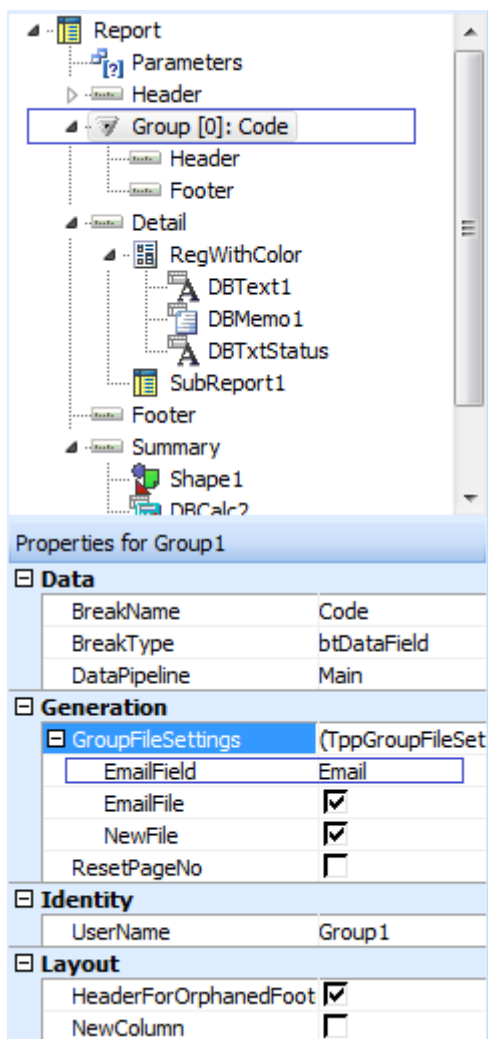 Report
Parameters
Header
Group [0]: Code
Header
Footer
Detail
RegWithColor
DBText1
DBMemo1
DBTxtStatus
SubReport1
Footer
Summary
Shape1
DBCalc2
Properties for Group1
Data
BreakName Code
BreakType btDataField
DataPipeline Main
Generation
GroupFileSettings (TppGroupFileSet
EmailField Email
EmailFile
NewFile
ResetPageNo
Identity
UserName Group1
Layout
HeaderForOrphanedFoot
NewColumn